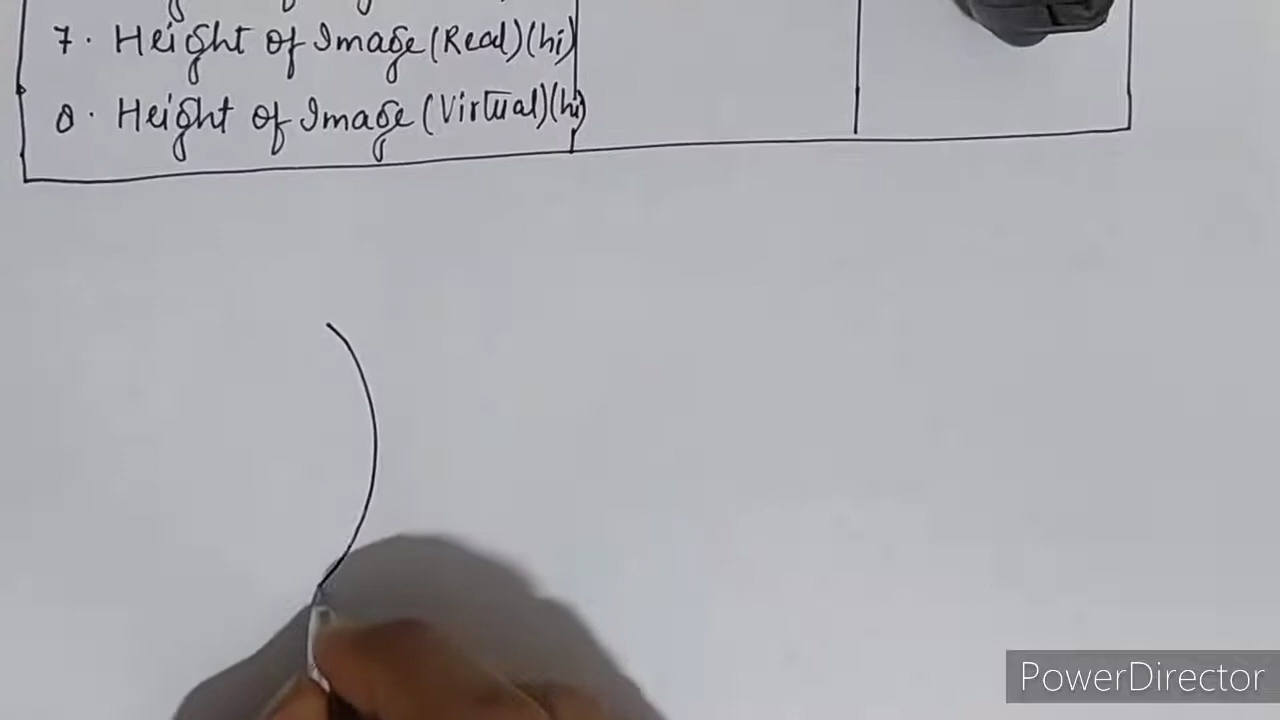 7. Height of Image (Real) (hi)
8. Height of Image (Virtual) (hi)
PowerDirector